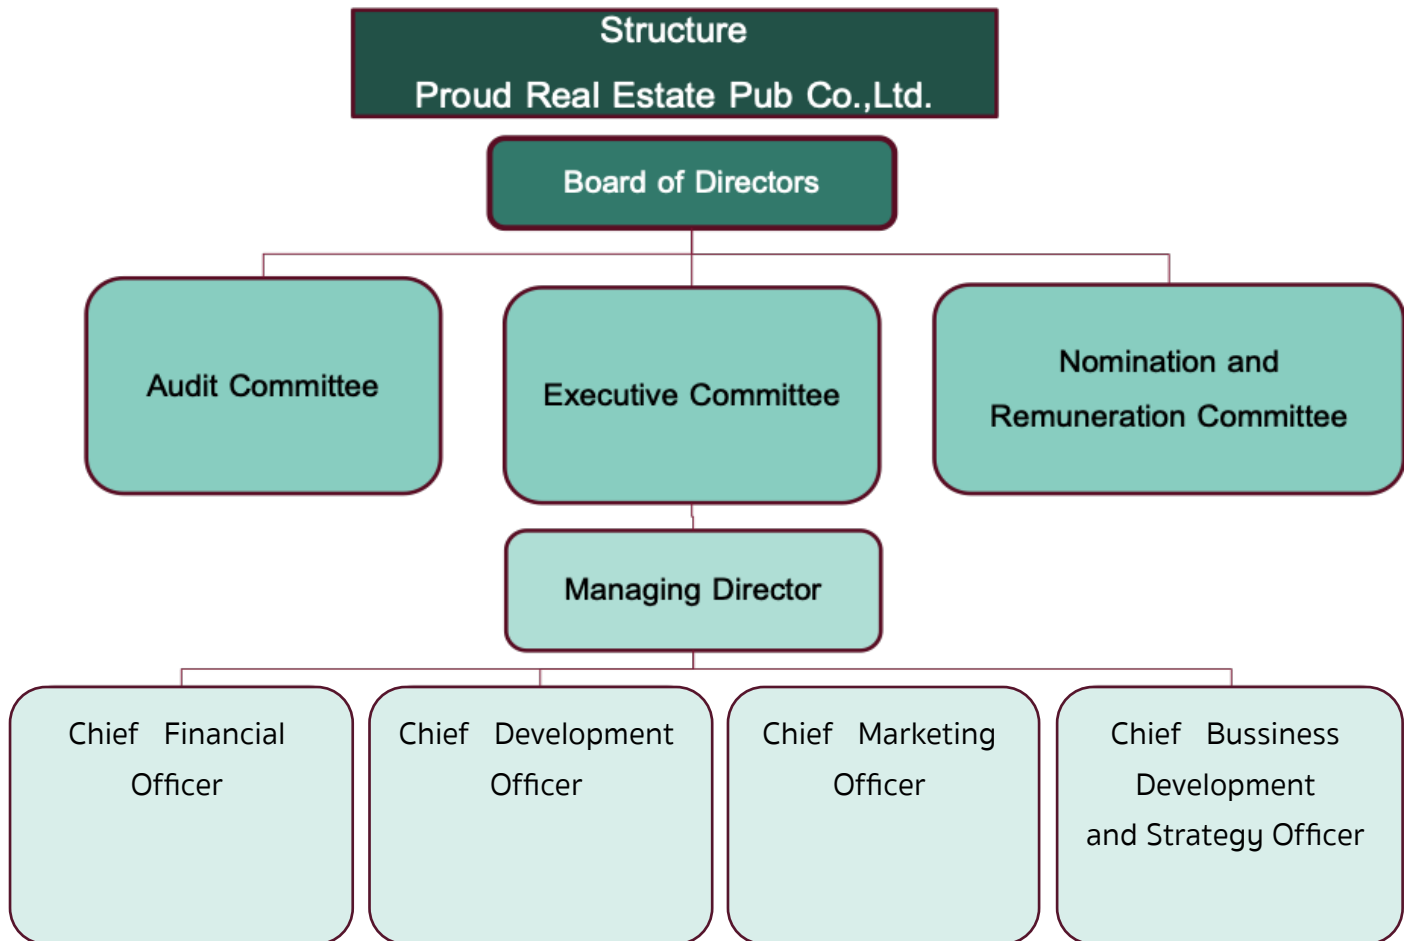 Structure
Proud Real Estate Pub Co.,Ltd.
Board of Directors
Audit Committee
Executive Committee
Nomination and
Remuneration Committee
Managing Director
Chief Financial
Officer
Chief Development
Officer
Chief Marketing
Officer
Chief Bussiness
Development
and Strategy Officer